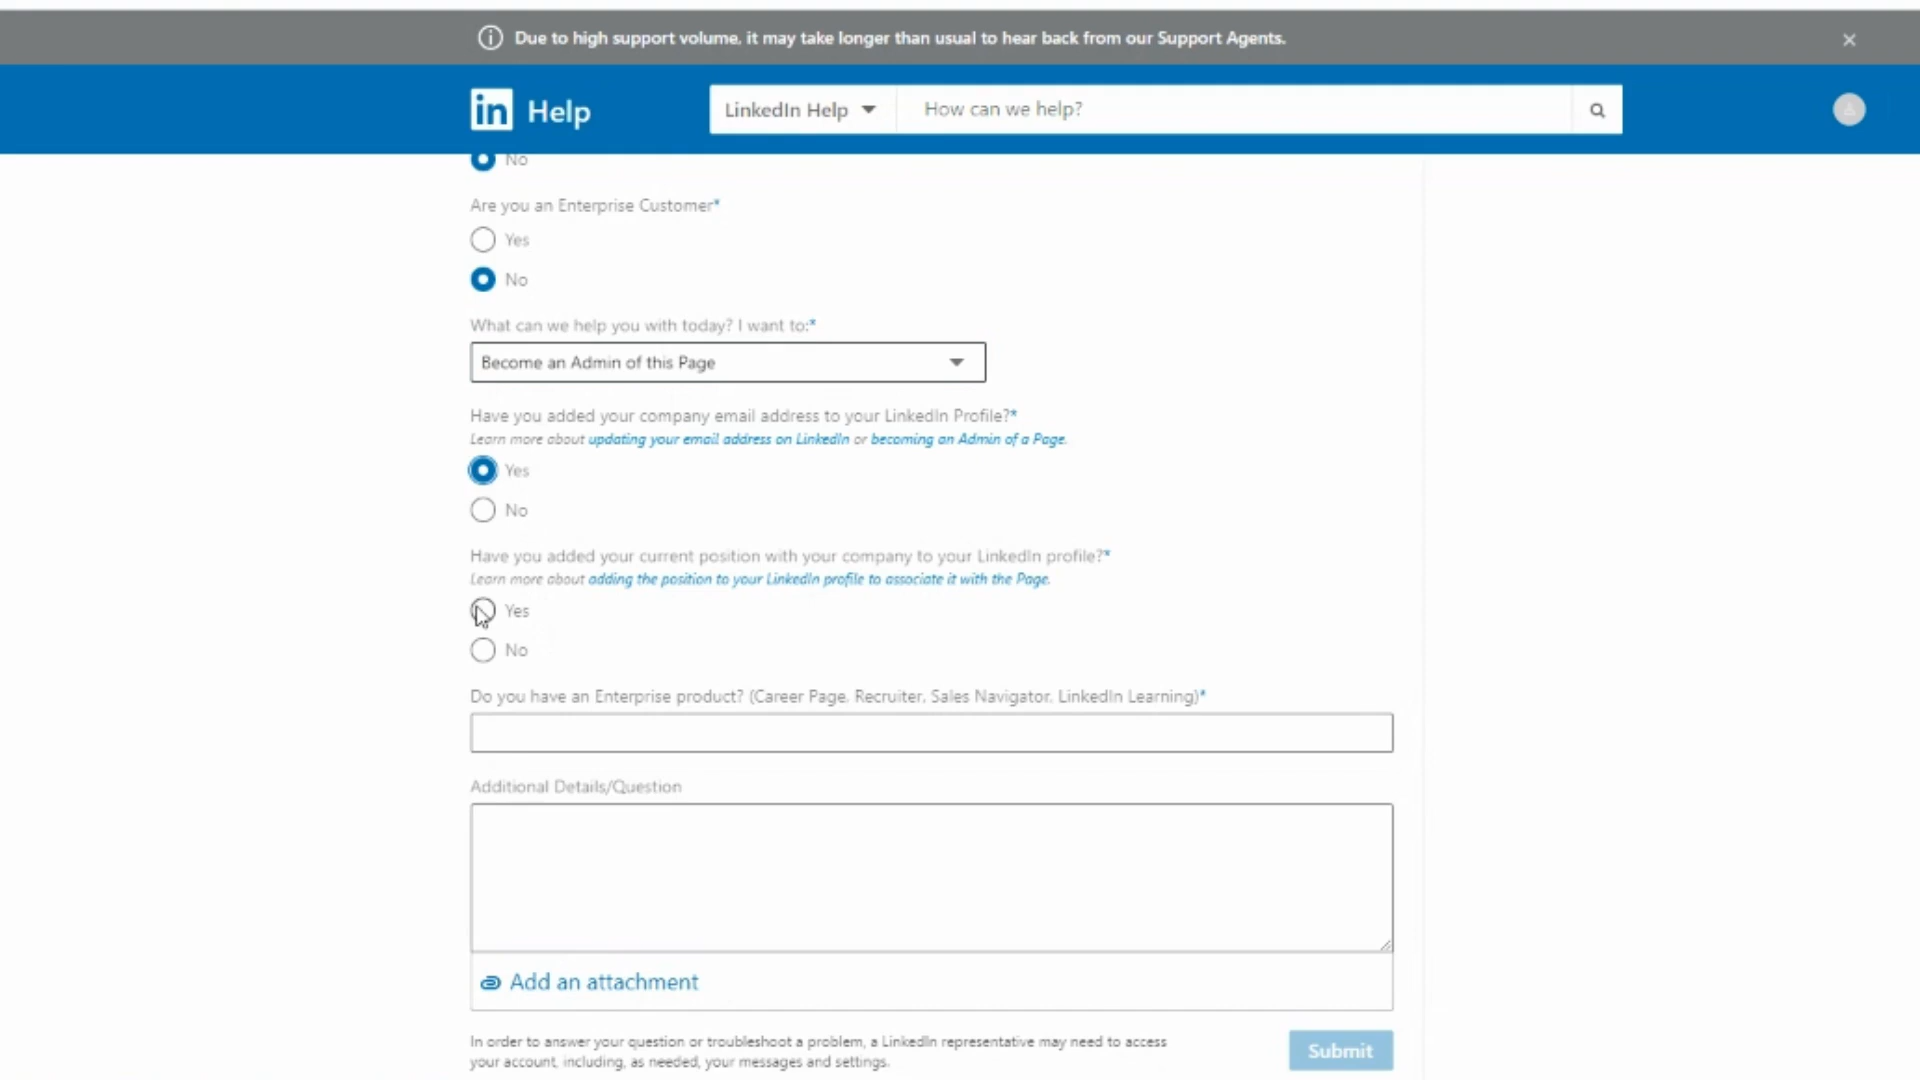 Due to high support volume, it may take longer than usual to hear back from our Support Agents.
in Help
LinkedIn Help
How can we help?
No
Are you an Enterprise Customer*
Yes
No
What can we help you with today? I want to:*
Become an Admin of this Page
Have you added your company email address to your LinkedIn Profile?*
Learn more about updating your email address on LinkedIn or becoming an Admin of a Page.
Yes
No
Have you added your current position with your company to your LinkedIn profile?*
Learn more about adding the position to your LinkedIn profile to associate it with the Page.
Yes
No
Do you have an Enterprise product? (Career Page, Recruiter, Sales Navigator, LinkedIn Learning)*
Additional Details/Question
Add an attachment
In order to answer your question or troubleshoot a problem, a LinkedIn representative may need to access
your account, including, as needed, your messages and settings.
Submit